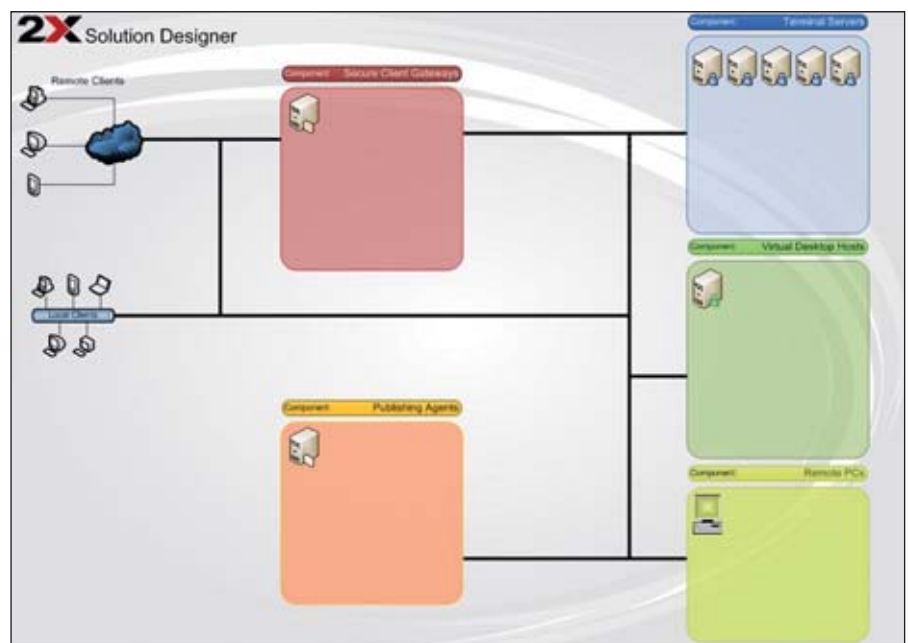 2X Solution Designer
Remote Clients
Local Clients
Component: Secure Client Gateways
Component: Publishing Agents
Component: Terminal Servers
Component: Virtual Desktop Hosts
Component: Remote PCs